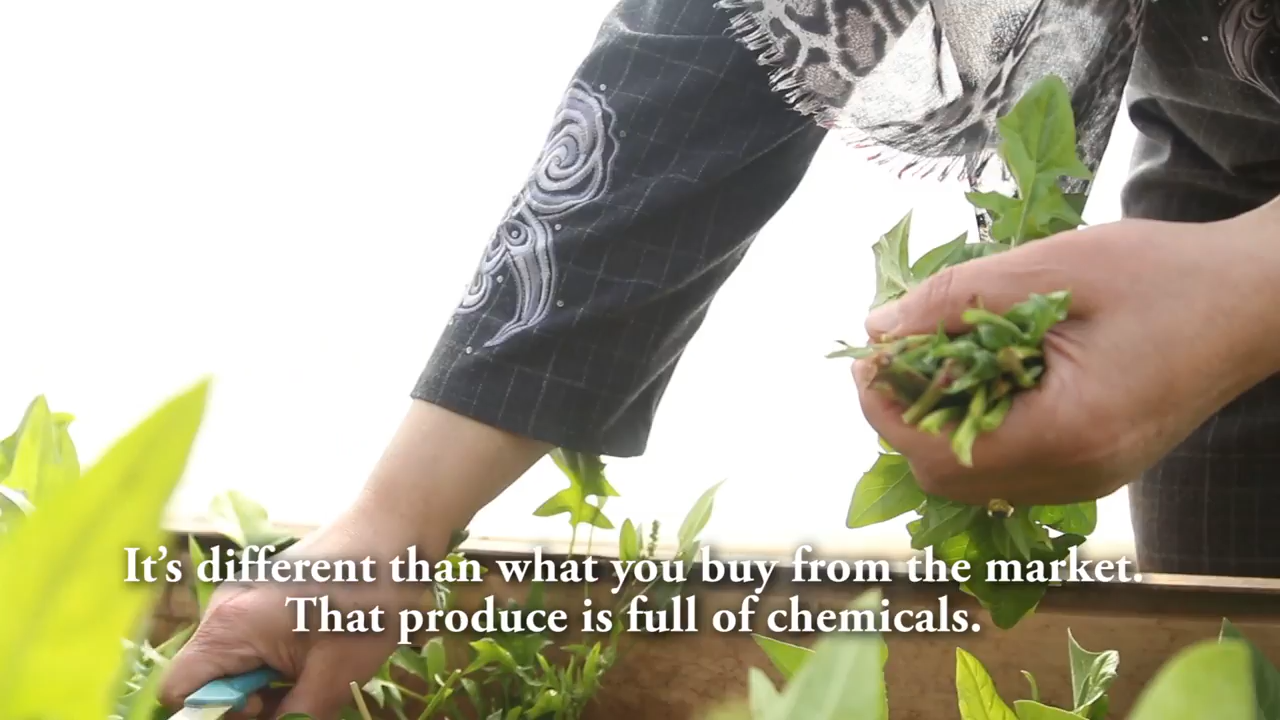 It’s different than what you buy from the market.
That produce is full of chemicals.